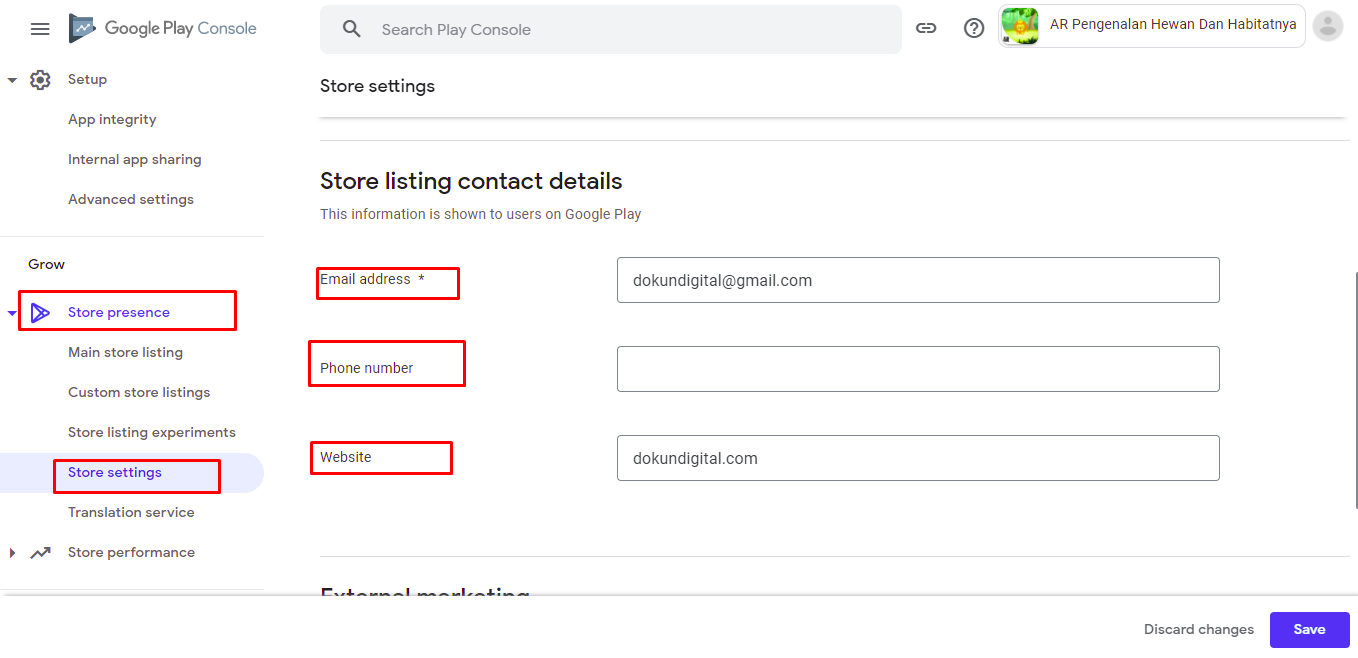 Google Play Console
Search Play Console
AR Pengenalan Hewan Dan Habitatnya
Setup
App integrity
Internal app sharing
Advanced settings
Grow
Store presence
Main store listing
Custom store listings
Store listing experiments
Store settings
Translation service
Store performance
Store settings
Store listing contact details
This information is shown to users on Google Play
Email address *
dokundigital@gmail.com
Phone number
Website
dokundigital.com
External marketing
Discard changes
Save